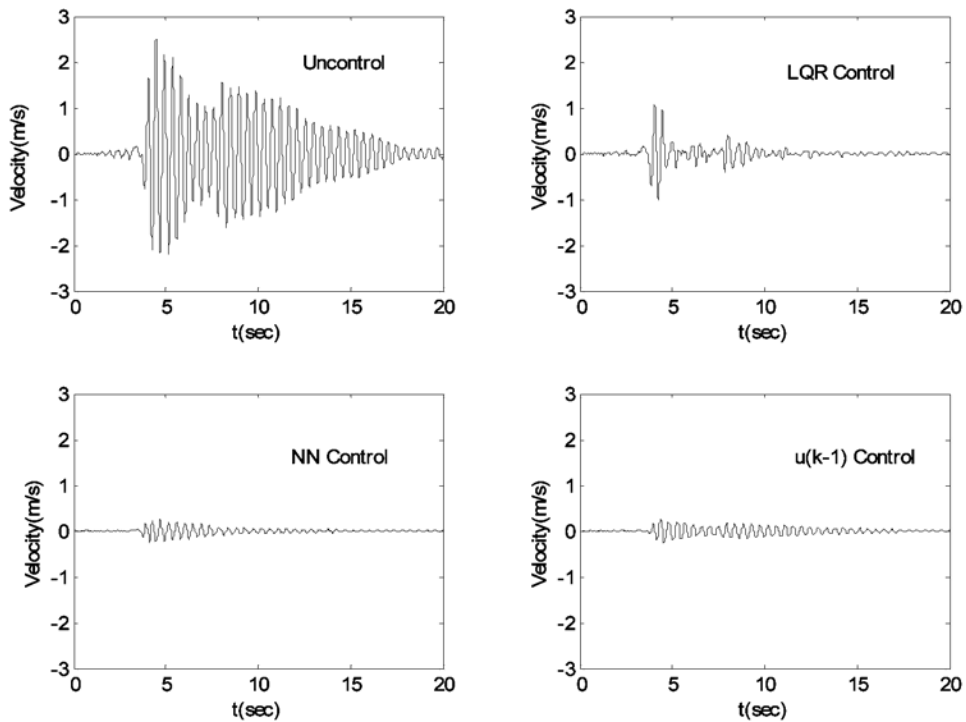 3
2
1
0
-1
-2
-3
Velocity(m/s)
Uncontrol
0 5 10 15 20
t(sec)
3
2
1
0
-1
-2
-3
Velocity(m/s)
LQR Control
0 5 10 15 20
t(sec)
3
2
1
0
-1
-2
-3
Velocity(m/s)
NN Control
0 5 10 15 20
t(sec)
3
2
1
0
-1
-2
-3
Velocity(m/s)
u(k-1) Control
0 5 10 15 20
t(sec)